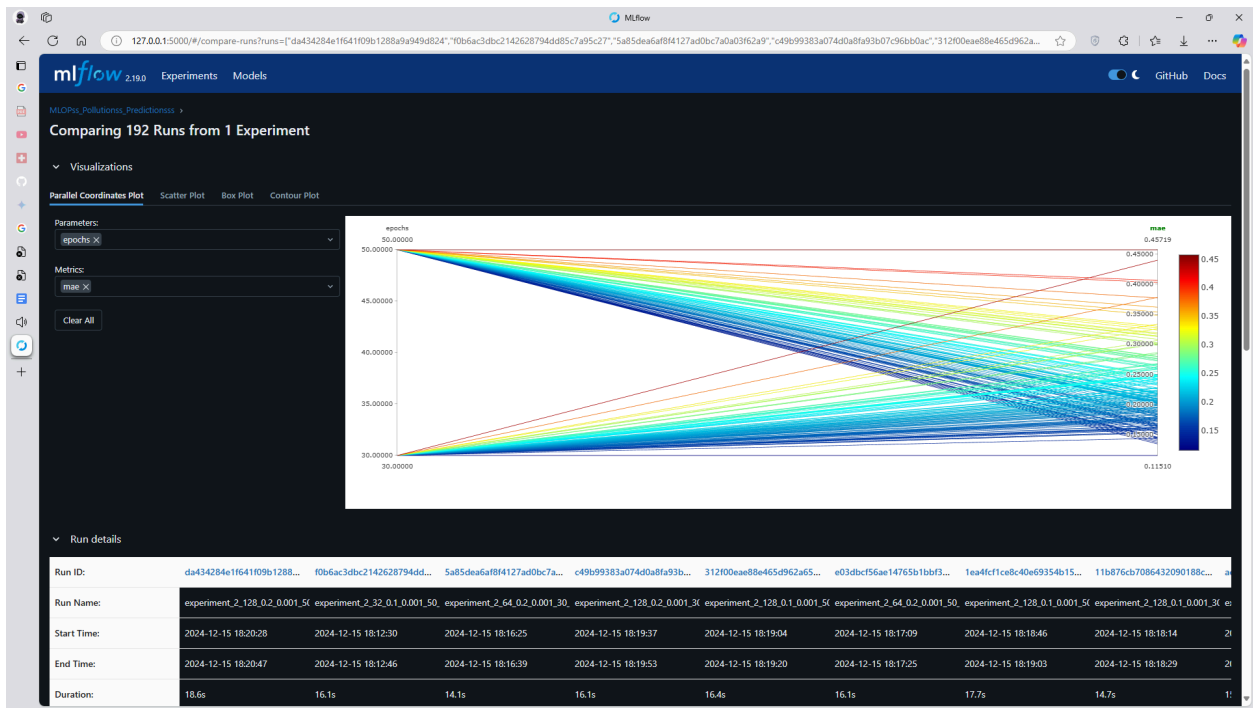 MLflow
127.0.0.1:5000/#/compare-runs?runs=["da434284e1f641f09b1288a9a949d824","f0b6ac3dbc2142628794dd85c7a95c27","5a85dea6af8f4127ad0bc7a0a03f62a9","c49b99383a074d0a8fa93b07c96bb0ac","312f00eae88e465d962a...
mlflow 2.19.0 Experiments Models GitHub Docs
MLOPss_Pollutionss_Predictionsss
Comparing 192 Runs from 1 Experiment
Visualizations
Parallel Coordinates Plot Scatter Plot Box Plot Contour Plot
Parameters:
epochs
Metrics:
mae
Clear All
epochs
50.00000
50.00000
45.00000
40.00000
35.00000
30.00000
30.00000
mae
0.45719
0.45000
0.40000
0.35000
0.30000
0.25000
0.20000
0.15000
0.11510
0.45
0.4
0.35
0.3
0.25
0.2
0.15
Run details
Run ID: da434284e1f641f09b1288... f0b6ac3dbc2142628794dd... 5a85dea6af8f4127ad0bc7a... c49b99383a074d0a8fa93b... 312f00eae88e465d962a65... e03dbcf56ae14765b1bbf3... 1ea4fcf1ce8c40e69354b15... 11b876cb7086432090188c...
Run Name: experiment_2_128_0.2_0.001_50 experiment_2_32_0.1_0.001_50_ experiment_2_64_0.2_0.001_30_ experiment_2_128_0.2_0.001_30 experiment_2_128_0.1_0.001_50 experiment_2_64_0.2_0.001_50_ experiment_2_128_0.1_0.001_50 experiment_2_128_0.1_0.001_30
Start Time: 2024-12-15 18:20:28 2024-12-15 18:12:30 2024-12-15 18:16:25 2024-12-15 18:19:37 2024-12-15 18:19:04 2024-12-15 18:17:09 2024-12-15 18:18:46 2024-12-15 18:18:14
End Time: 2024-12-15 18:20:47 2024-12-15 18:12:46 2024-12-15 18:16:39 2024-12-15 18:19:53 2024-12-15 18:19:20 2024-12-15 18:17:25 2024-12-15 18:19:03 2024-12-15 18:18:29
Duration: 18.6s 16.1s 14.1s 16.1s 16.4s 16.1s 17.7s 14.7s